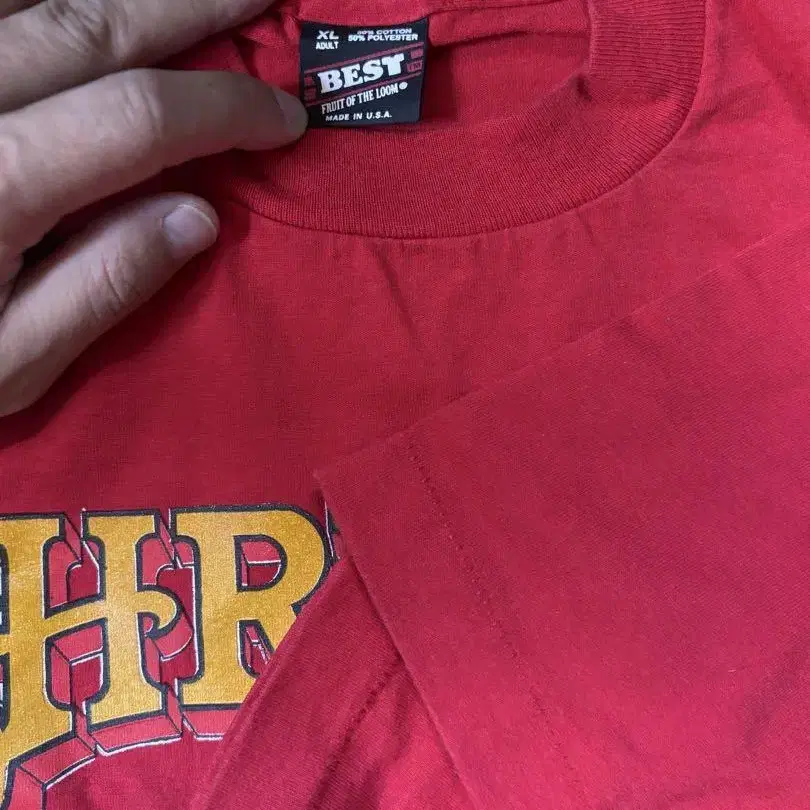 XL
ADULT
50% COTTON
50% POLYESTER
BEST
FRUIT OF THE LOOM®
MADE IN U.S.A.
HR